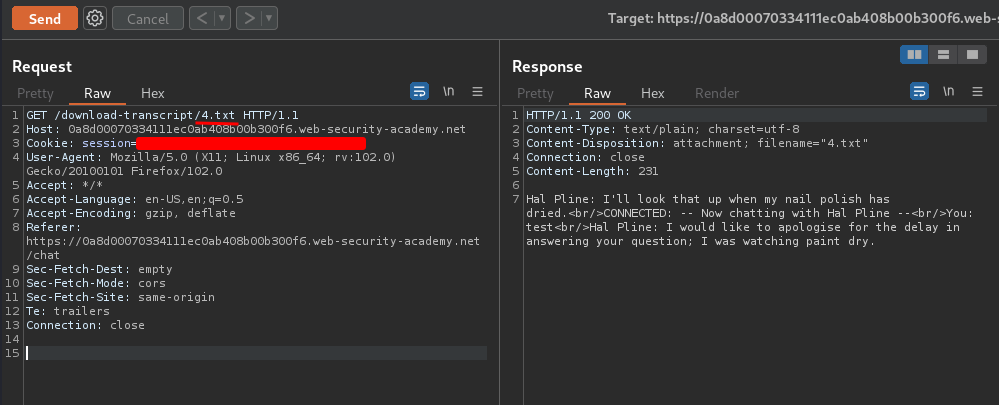 Send Cancel < > Target: https://0a8d00070334111ec0ab408b00b300f6.web-s
Request
Pretty Raw Hex \n
1 GET /download-transcript/4.txt HTTP/1.1
2 Host: 0a8d00070334111ec0ab408b00b300f6.web-security-academy.net
3 Cookie: session=
4 User-Agent: Mozilla/5.0 (X11; Linux x86_64; rv:102.0)
Gecko/20100101 Firefox/102.0
5 Accept: */*
6 Accept-Language: en-US,en;q=0.5
7 Accept-Encoding: gzip, deflate
8 Referer:
https://0a8d00070334111ec0ab408b00b300f6.web-security-academy.net
/chat
9 Sec-Fetch-Dest: empty
10 Sec-Fetch-Mode: cors
11 Sec-Fetch-Site: same-origin
12 Te: trailers
13 Connection: close
14
15
Response
Pretty Raw Hex Render \n
1 HTTP/1.1 200 OK
2 Content-Type: text/plain; charset=utf-8
3 Content-Disposition: attachment; filename="4.txt"
4 Connection: close
5 Content-Length: 231
6
7 Hal Pline: I'll look that up when my nail polish has
dried.<br/>CONNECTED: -- Now chatting with Hal Pline --<br/>You:
test<br/>Hal Pline: I would like to apologise for the delay in
answering your question; I was watching paint dry.